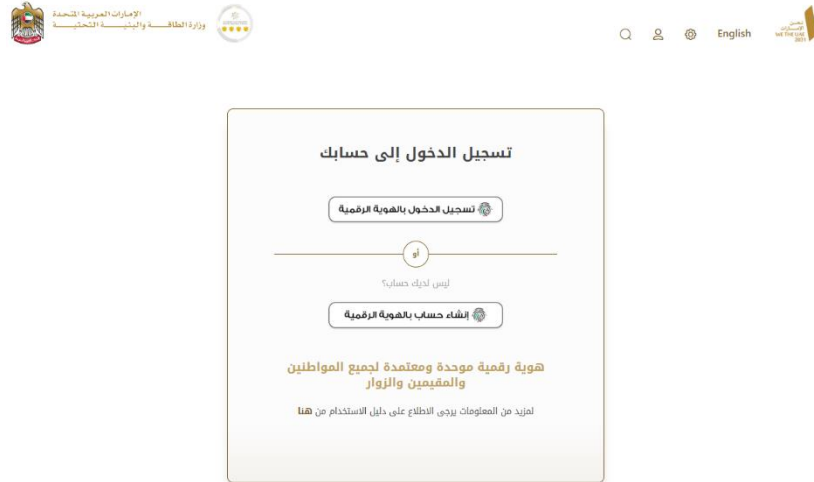 الإمارات العربية المتحدة
وزارة الطاقة والبنية التحتية
English
تسجيل الدخول إلى حسابك
تسجيل الدخول بالهوية الرقمية
أو
ليس لديك حساب؟
إنشاء حساب بالهوية الرقمية
هوية رقمية موحدة ومعتمدة لجميع المواطنين
والمقيمين والزوار
لمزيد من المعلومات يرجى الاطلاع على دليل الاستخدام من هنا